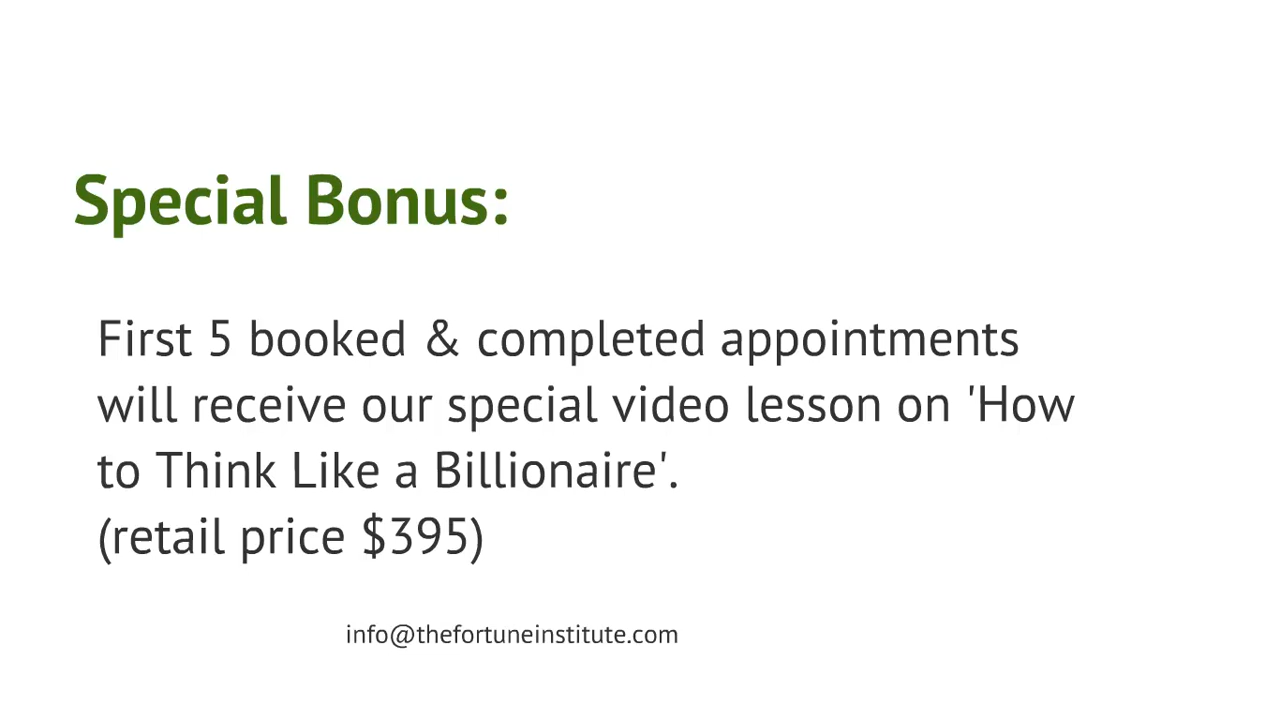 Special Bonus:
First 5 booked & completed appointments
will receive our special video lesson on 'How
to Think Like a Billionaire'.
(retail price $395)
info@thefortuneinstitute.com